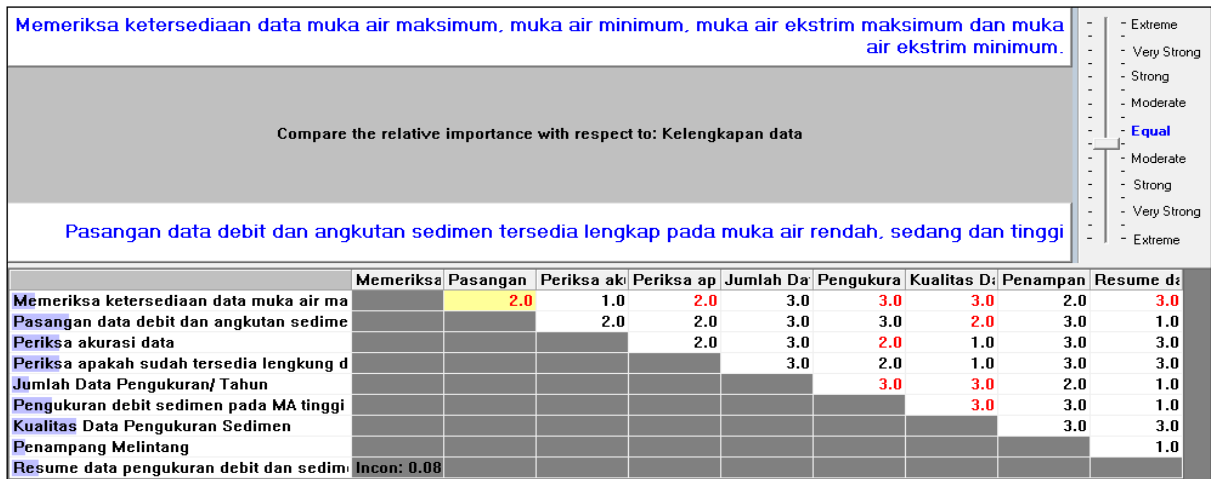 Memeriksa ketersediaan data muka air maksimum, muka air minimum, muka air ekstrim maksimum dan muka
air ekstrim minimum.
Compare the relative importance with respect to: Kelengkapan data
Pasangan data debit dan angkutan sedimen tersedia lengkap pada muka air rendah, sedang dan tinggi
Extreme
Very Strong
Strong
Moderate
Equal
Moderate
Strong
Very Strong
Extreme
Memeriksa Pasangan Periksa ak Periksa ap Jumlah Da Pengukura Kualitas Da Penampan Resume da
Memeriksa ketersediaan data muka air ma 2.0 1.0 2.0 3.0 3.0 3.0 2.0 3.0
Pasangan data debit dan angkutan sedime 2.0 2.0 3.0 3.0 2.0 3.0 1.0
Periksa akurasi data 2.0 3.0 2.0 1.0 3.0 3.0
Periksa apakah sudah tersedia lengkung d 3.0 2.0 1.0 3.0 3.0
Jumlah Data Pengukuran/ Tahun 3.0 3.0 2.0 1.0
Pengukuran debit sedimen pada MA tinggi 3.0 3.0 1.0
Kualitas Data Pengukuran Sedimen 3.0 3.0
Penampang Melintang 1.0
Resume data pengukuran debit dan sedim Incon: 0.08